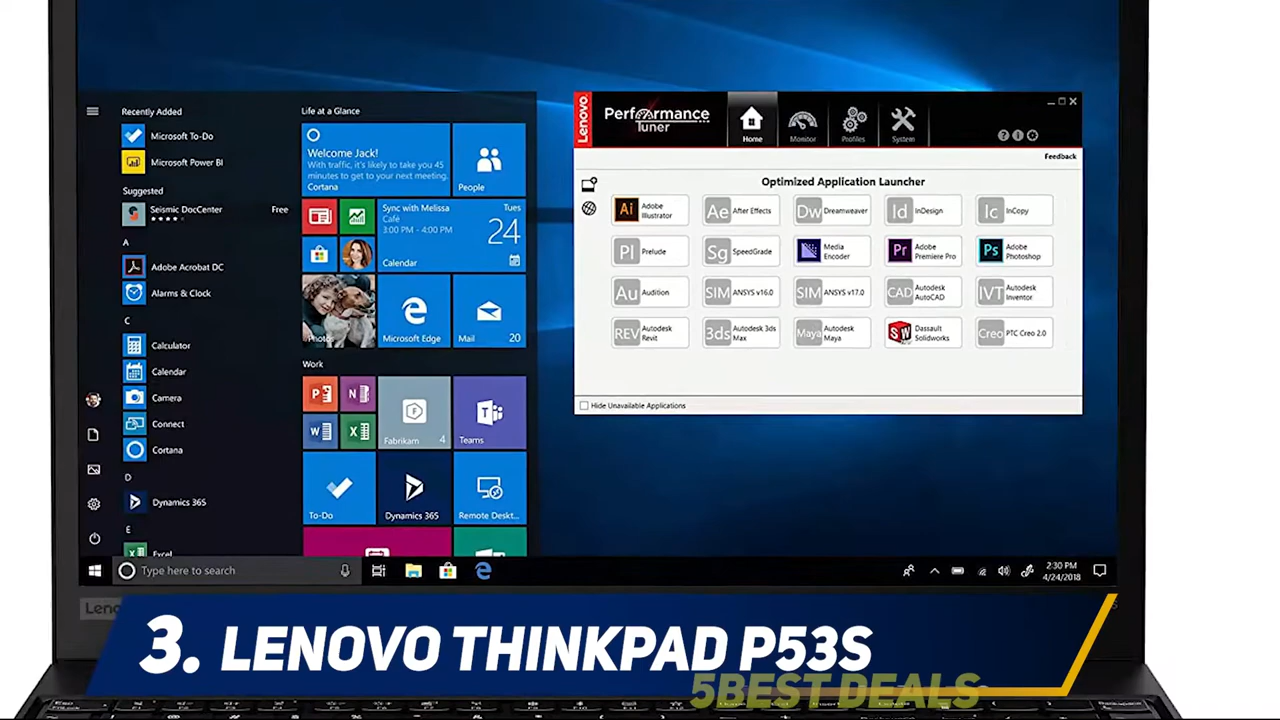 Recently Added
Microsoft To-Do
Microsoft Power BI
Suggested
Seismic DocCenter
Free
A
Adobe Acrobat DC
Alarms & Clock
C
Calculator
Calendar
Camera
Connect
Cortana
D
Dynamics 365
E
Excel
Life at a Glance
Welcome Jack!
With traffic, it's likely to take you 45
minutes to get to your next meeting.
Cortana
People
Sync with Melissa
Café
3:00 PM - 4:00 PM
Tues
24
Calendar
Photos
Microsoft Edge
Mail
20
Work
Fabrikam
4
Teams
To-Do
Dynamics 365
Remote Deskt...
Lenovo
Performance
Tuner
Home
Monitor
Profiles
System
Feedback
Optimized Application Launcher
Ai Adobe
Illustrator
Ae After Effects
Dw Dreamweaver
Id InDesign
Ic InCopy
Pl Prelude
Sg SpeedGrade
Media
Encoder
Pr Adobe
Premiere Pro
Ps Adobe
Photoshop
Au Audition
SIM ANSYS v16.0
SIM ANSYS v17.0
CAD Autodesk
AutoCAD
IVT Autodesk
Inventor
REV Autodesk
Revit
3ds Autodesk 3ds
Max
Maya Autodesk
Maya
SW Dassault
Solidworks
Creo PTC Creo 2.0
Hide Unavailable Applications
Type here to search
2:30 PM
4/24/2018
3. LENOVO THINKPAD P53S
5BEST DEALS